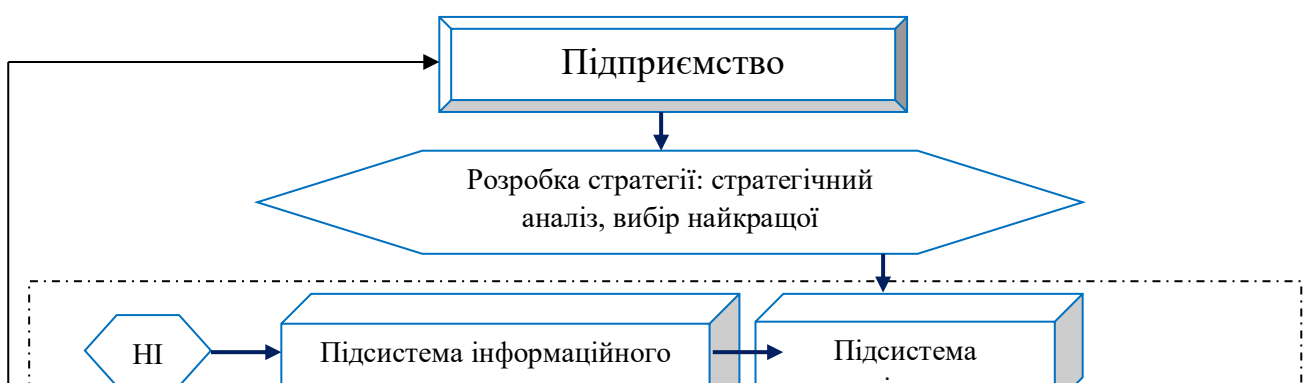 Підприємство
Розробка стратегії: стратегічний
аналіз, вибір найкращої
НІ
Підсистема інформаційного
Підсистема